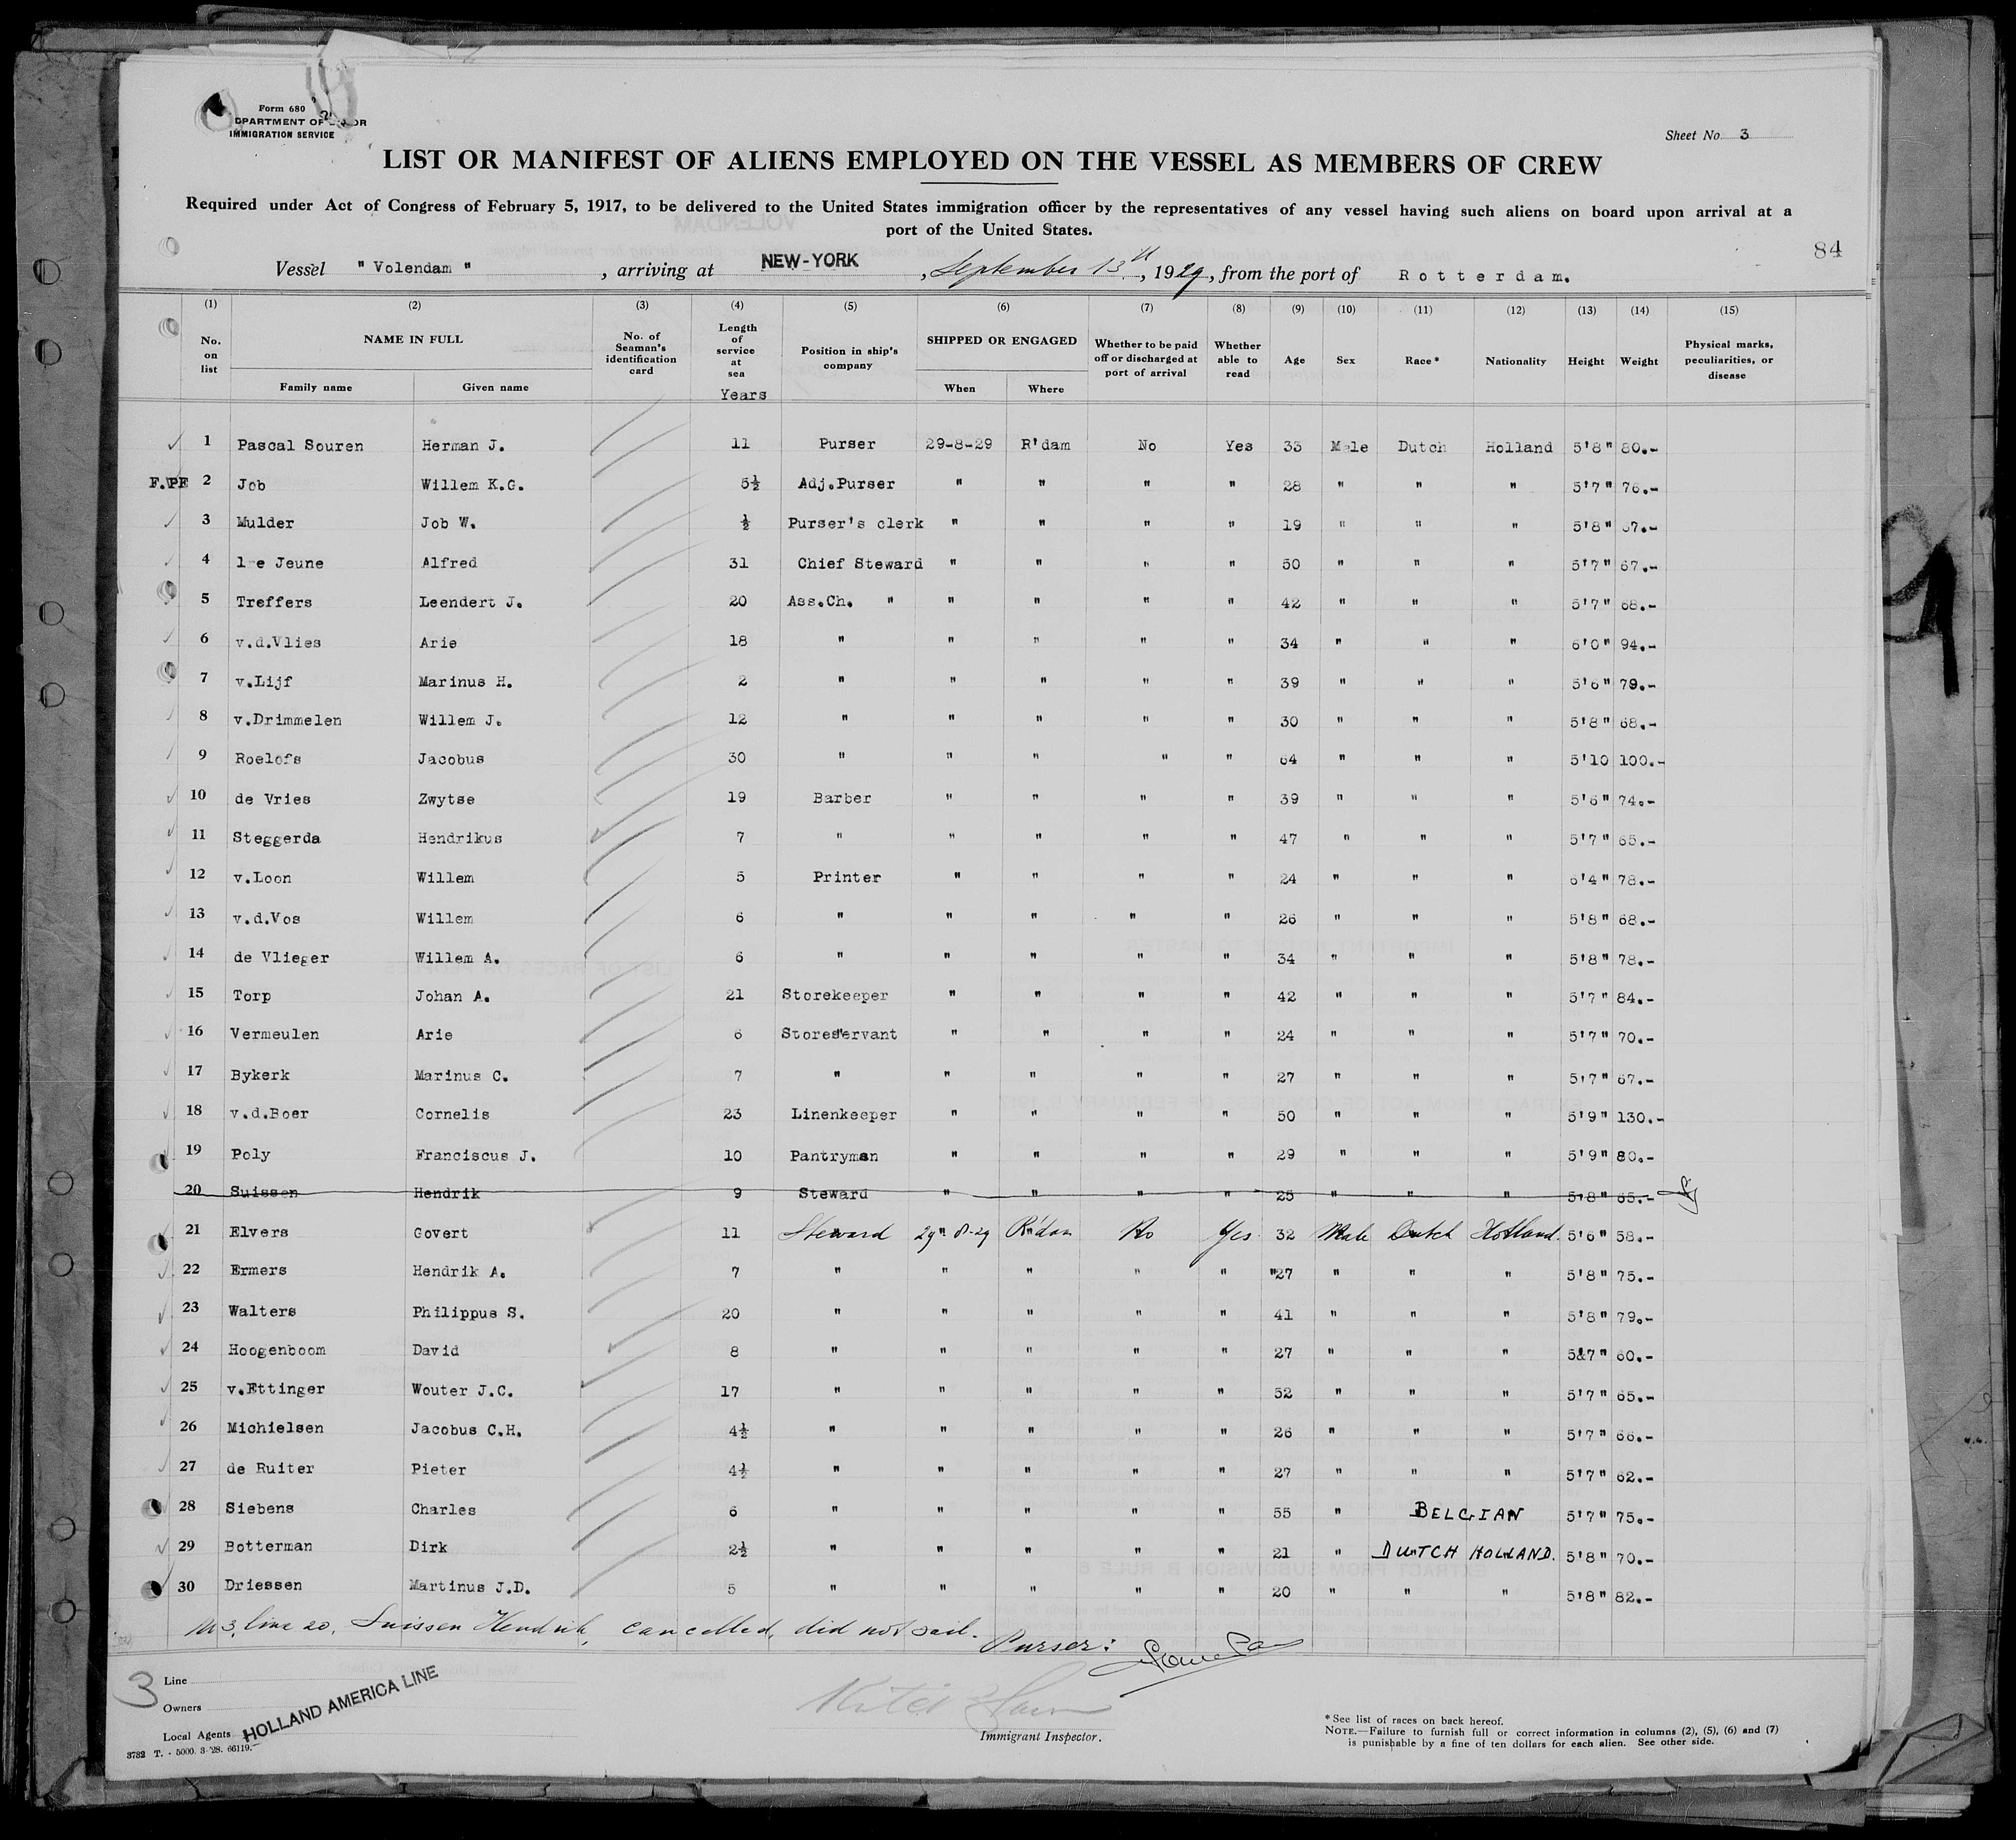 Form 680
DPARTMENT OF
IMMIGRATION SERVICE
Sheet No. 3
LIST OR MANIFEST OF ALIENS EMPLOYED ON THE VESSEL AS MEMBERS OF CREW
Required under Act of Congress of February 5, 1917, to be delivered to the United States immigration officer by the representatives of any vessel having such aliens on board upon arrival at a
port of the United States.
84
Vessel " Volendam " , arriving at NEW-YORK , September 13th, 1929, from the port of Rotterdam.
(1) (2) (3) (4) (5) (6) (7) (8) (9) (10) (11) (12) (13) (14) (15)
No. on list NAME IN FULL Family name Given name No. of Seaman's identification card Length of service at sea Years Position in ship's company SHIPPED OR ENGAGED When Where Whether to be paid off or discharged at port of arrival Whether able to read Age Sex Race* Nationality Height Weight Physical marks, peculiarities, or disease
1 Pascal Souren Herman J. 11 Purser 29-8-29 R'dam No Yes 33 Male Dutch Holland 5'8" 80.-
F.PF 2 Job Willem K.G. 5½ Adj.Purser " " " " 28 " " " 5'7" 76.-
3 Mulder Job W. ½ Purser's clerk " " " " 19 " " " 5'8" 67.-
4 le Jeune Alfred 31 Chief Steward " " " " 50 " " " 5'7" 67.-
5 Treffers Leendert J. 20 Ass.Ch. " " " " " 42 " " " 5'7" 68.-
6 v.d.Vlies Arie 18 " " " " " 34 " " " 6'0" 94.-
7 v.Lijf Marinus H. 2 " " " " " 39 " " " 5'6" 79.-
8 v.Drimmelen Willem J. 12 " " " " " 30 " " " 5'8" 68.-
9 Roelofs Jacobus 30 " " " " " 64 " " " 5'10 100.-
10 de Vries Zwytse 19 Barber " " " " 39 " " " 5'6" 74.-
11 Steggerda Hendrikus 7 " " " " " 47 " " " 5'7" 65.-
12 v.Loon Willem 5 Printer " " " " 24 " " " 6'4" 78.-
13 v.d.Vos Willem 6 " " " " " 26 " " " 5'8" 68.-
14 de Vlieger Willem A. 6 " " " " " 34 " " " 5'8" 78.-
15 Torp Johan A. 21 Storekeeper " " " " 42 " " " 5'7" 84.-
16 Vermeulen Arie 6 Storeservant " " " " 24 " " " 5'7" 70.-
17 Bykerk Marinus C. 7 " " " " " 27 " " " 5'7" 67.-
18 v.d.Boer Cornelis 23 Linenkeeper " " " " 50 " " " 5'9" 130.-
19 Poly Franciscus J. 10 Pantryman " " " " 29 " " " 5'9" 80.-
20 Suissen Hendrik 9 Steward " " " " 25 " " " 5'8" 65.-
21 Elvers Govert 11 Steward 29-8-29 R'dam No Yes 32 Male Dutch Holland. 5'6" 58.-
22 Ermers Hendrik A. 7 " " " " " "27 " " " 5'8" 75.-
23 Walters Philippus S. 20 " " " " " 41 " " " 5'8" 79.-
24 Hoogenboom David 8 " " " " " 27 " " " 5&7" 60.-
25 v.Ettinger Wouter J.C. 17 " " " " " 52 " " " 5'7" 65.-
26 Michielsen Jacobus C.H. 4½ " " " " " 26 " " " 5'7" 66.-
27 de Ruiter Pieter 4½ " " " " " 27 " " " 5'7" 62.-
28 Siebens Charles 6 " " " " " 55 " BELGIAN 5'7" 75.-
29 Botterman Dirk 2½ " " " " " 21 " DUTCH HOLLAND. 5'8" 70.-
30 Driessen Martinus J.D. 5 " " " " " 20 " " " 5'8" 82.-
3, line 20, Suissen Hendrik, cancelled, did not sail. Purser:
3
Line
Owners
Local Agents HOLLAND AMERICA LINE
3732 T. - 5000. 3-'28. 66119.
Immigrant Inspector.
*See list of races on back hereof.
NOTE.—Failure to furnish full or correct information in columns (2), (5), (6) and (7)
is punishable by a fine of ten dollars for each alien. See other side.